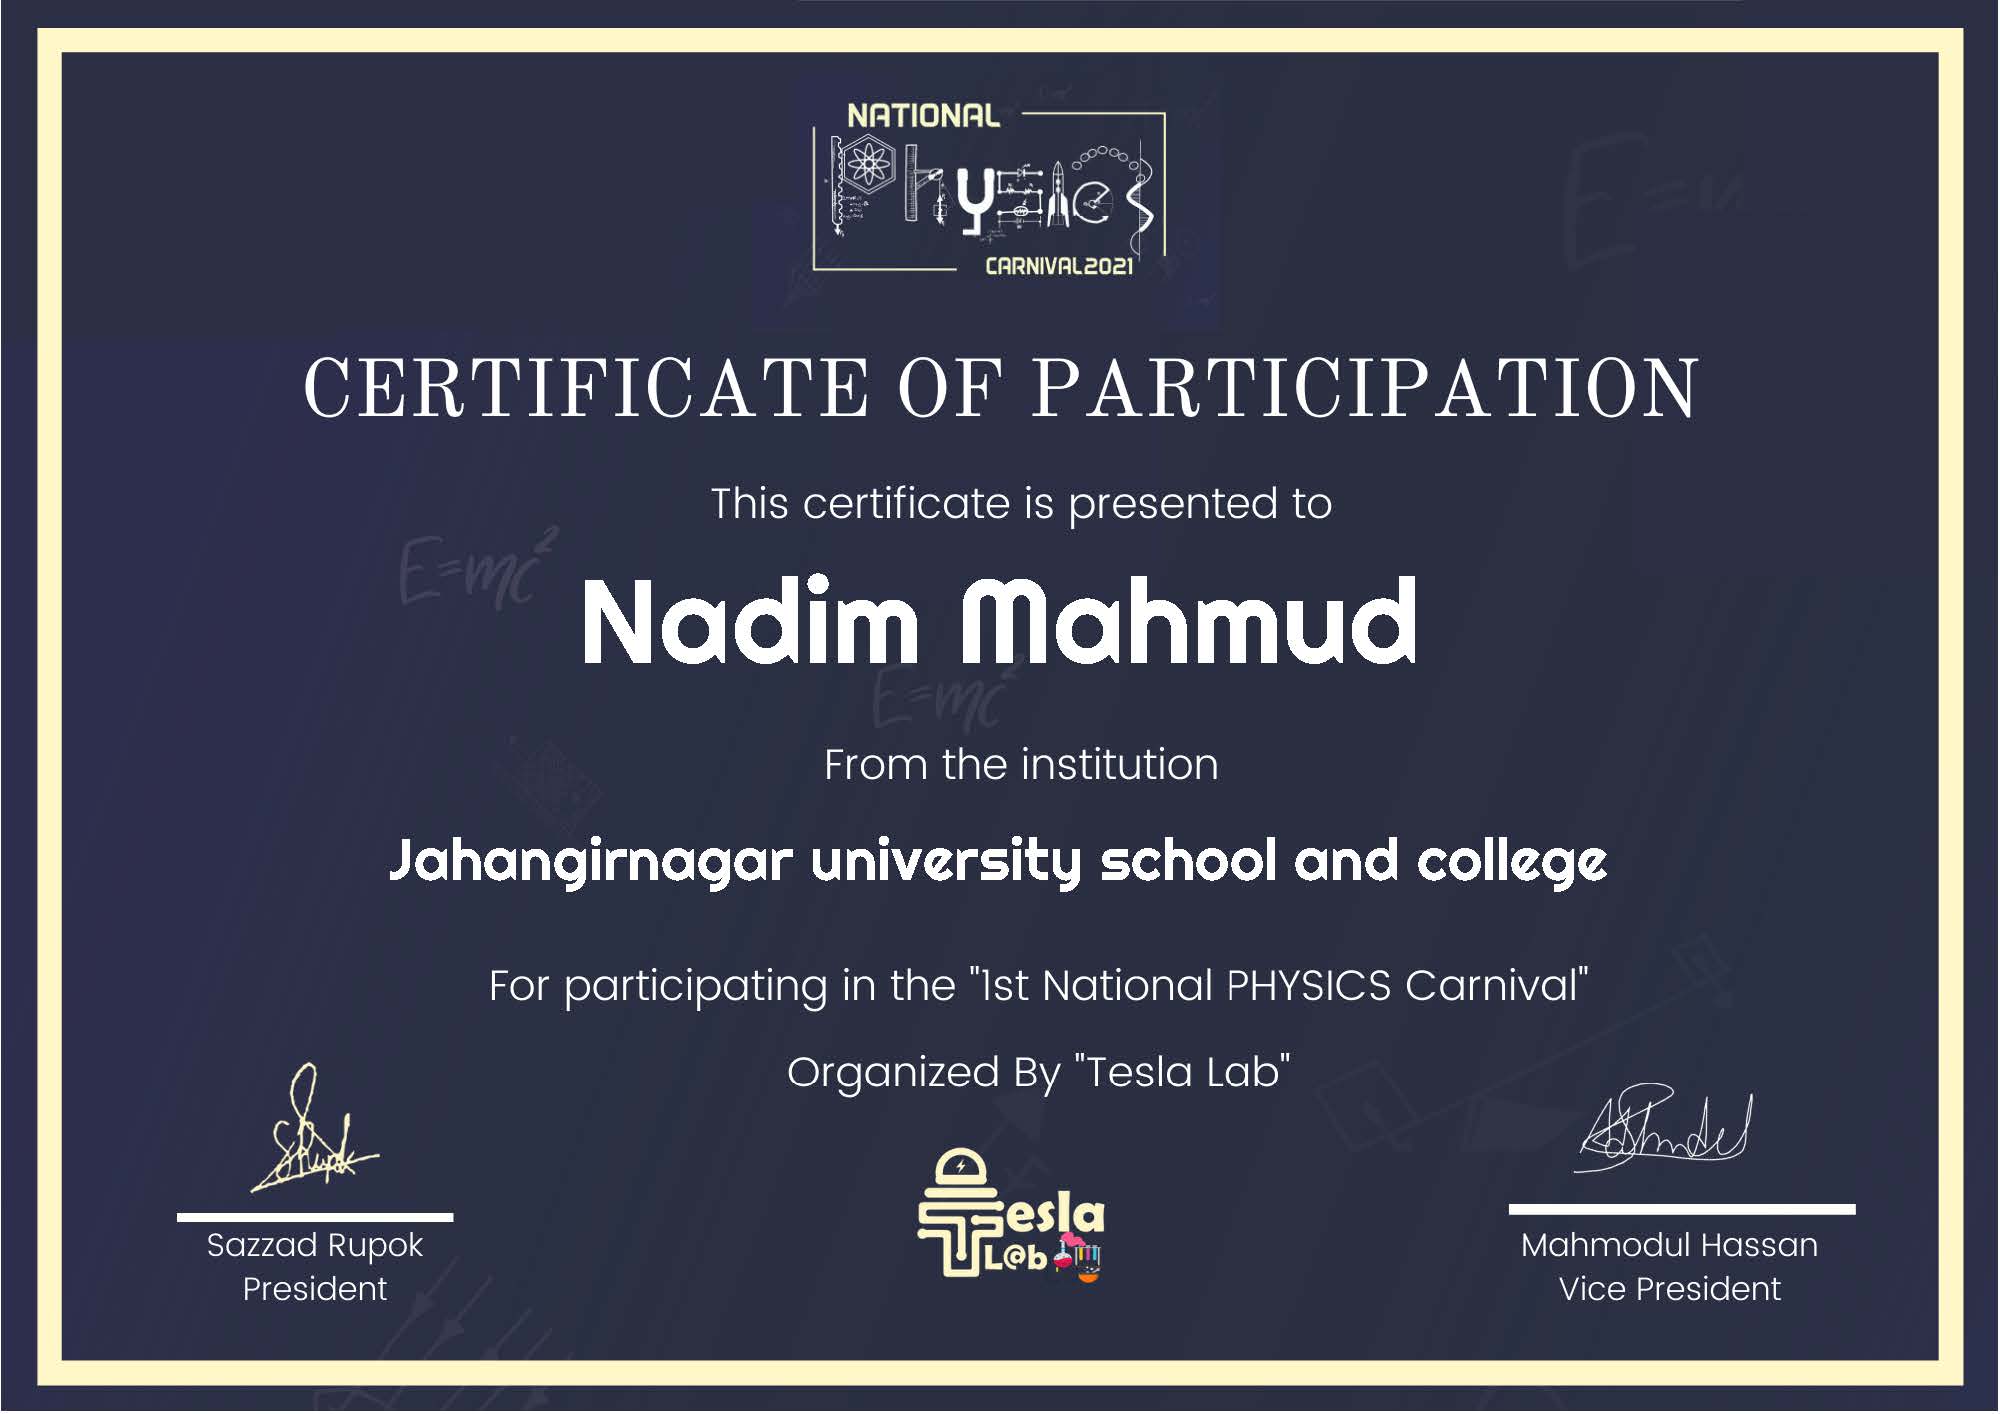 NATIONAL
Physics
CARNIVAL2021
CERTIFICATE OF PARTICIPATION
This certificate is presented to
E=mc²
Nadim Mahmud
E=mc²
From the institution
Jahangirnagar university school and college
For participating in the "1st National PHYSICS Carnival"
Organized By "Tesla Lab"
Tesla
L@b
Sazzad Rupok
President
Mahmodul Hassan
Vice President